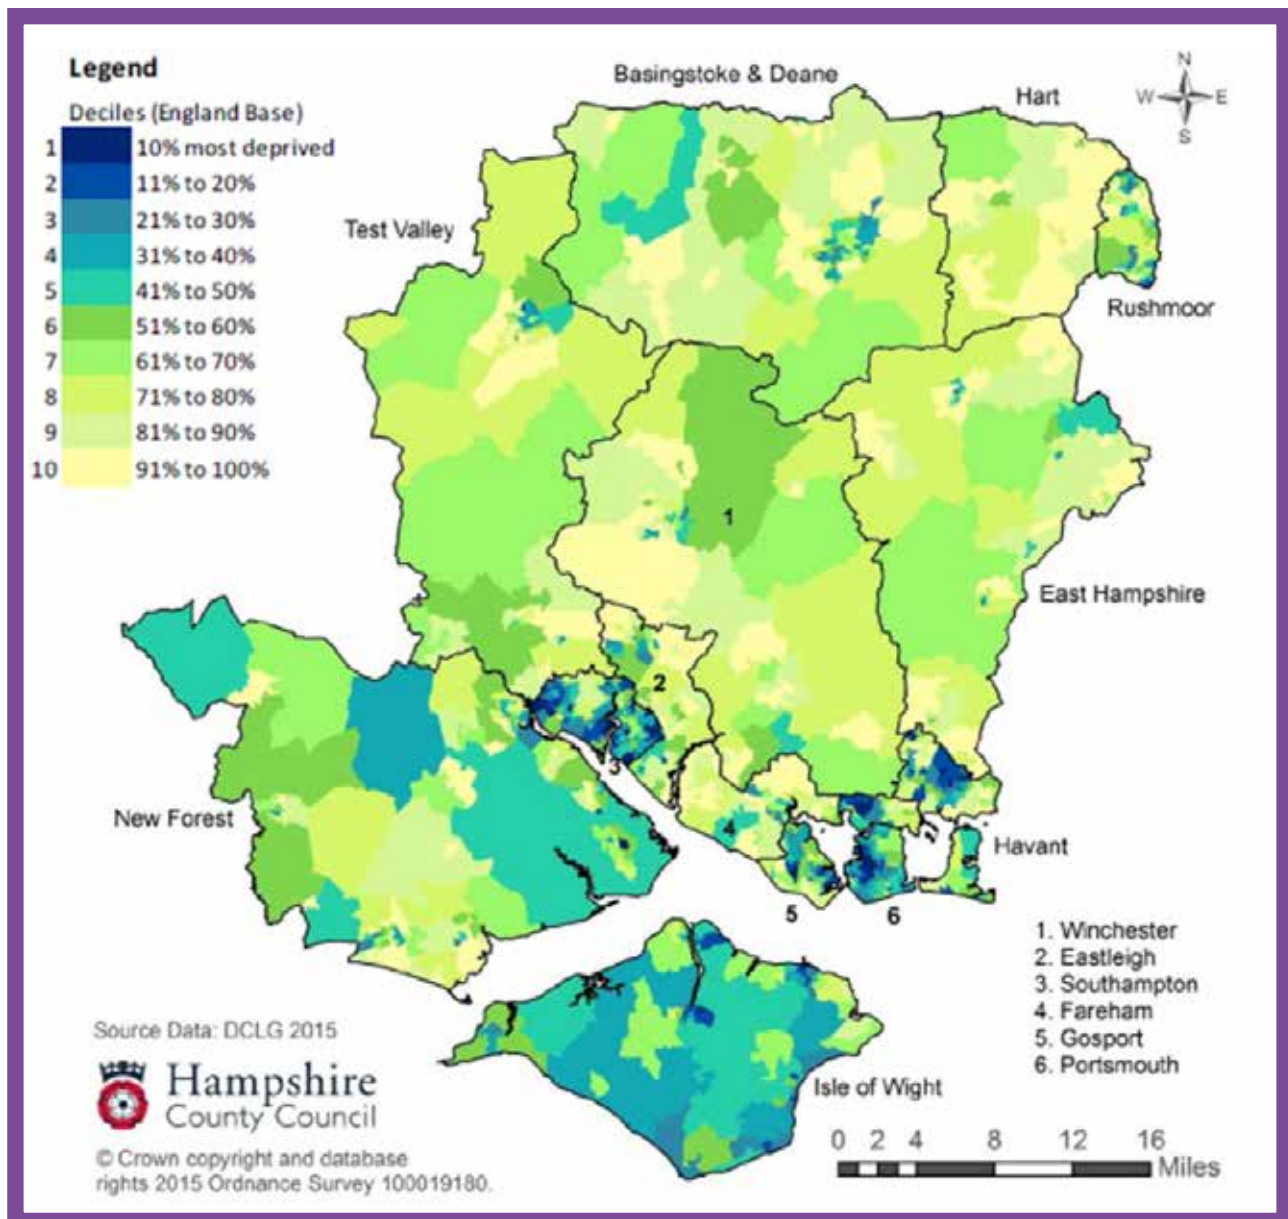 Legend
Deciles (England Base)
1 10% most deprived
2 11% to 20%
3 21% to 30%
4 31% to 40%
5 41% to 50%
6 51% to 60%
7 61% to 70%
8 71% to 80%
9 81% to 90%
10 91% to 100%
Basingstoke & Deane
Hart
N
W E
S
Test Valley
Rushmoor
1
East Hampshire
2
3
New Forest
4
Havant
5
6
1. Winchester
2. Eastleigh
3. Southampton
4. Fareham
5. Gosport
6. Portsmouth
Source Data: DCLG 2015
Hampshire
County Council
Isle of Wight
© Crown copyright and database
rights 2015 Ordnance Survey 100019180.
0 2 4 8 12 16
Miles